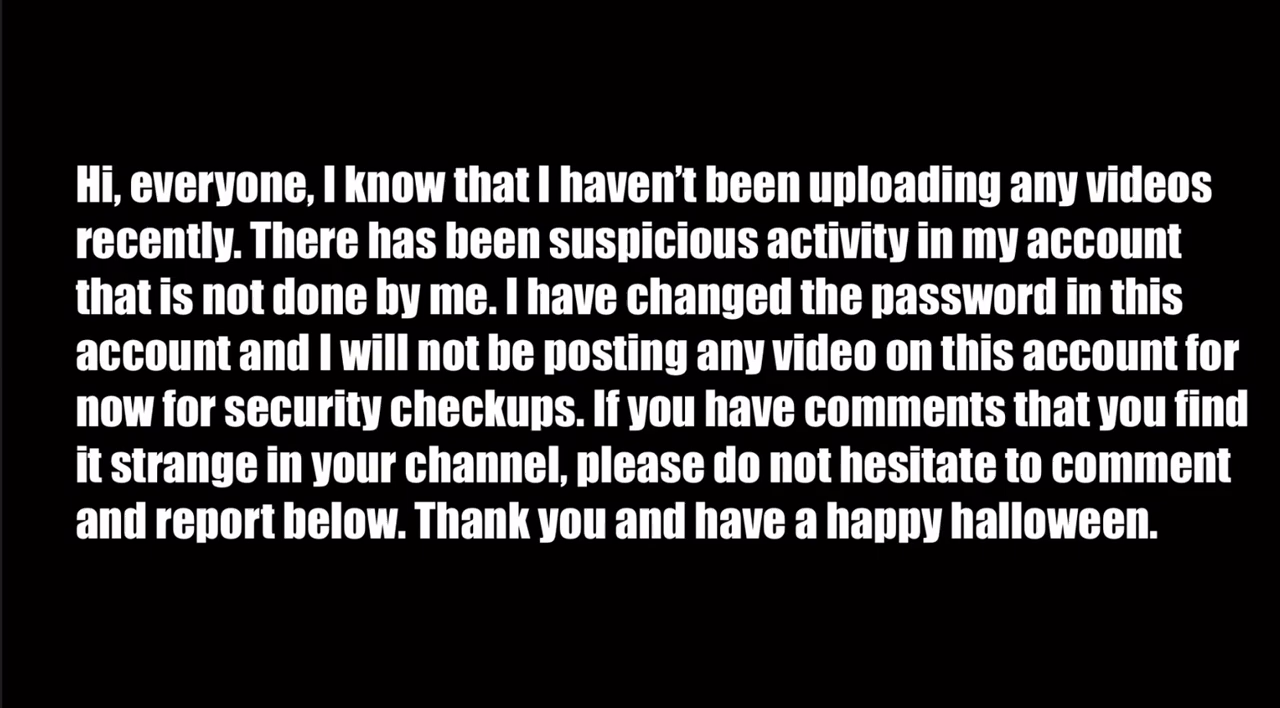 Hi, everyone, I know that I haven’t been uploading any videos
recently. There has been suspicious activity in my account
that is not done by me. I have changed the password in this
account and I will not be posting any video on this account for
now for security checkups. If you have comments that you find
it strange in your channel, please do not hesitate to comment
and report below. Thank you and have a happy halloween.